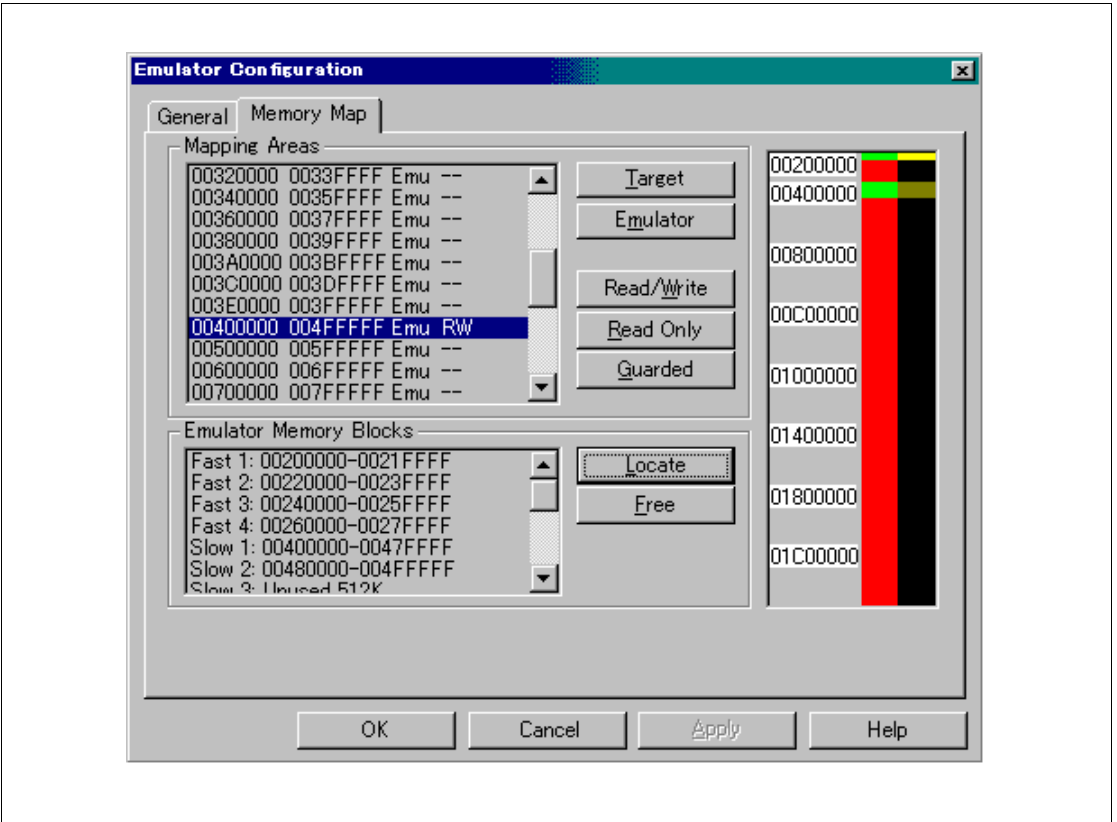 Emulator Configuration
General
Memory Map
Mapping Areas
00320000 0033FFFF Emu --
00340000 0035FFFF Emu --
00360000 0037FFFF Emu --
00380000 0039FFFF Emu --
003A0000 003BFFFF Emu --
003C0000 003DFFFF Emu --
003E0000 003FFFFF Emu --
00400000 004FFFFF Emu RW
00500000 005FFFFF Emu --
00600000 006FFFFF Emu --
00700000 007FFFFF Emu --
Target
Emulator
Read/Write
Read Only
Guarded
Emulator Memory Blocks
Fast 1: 00200000-0021FFFF
Fast 2: 00220000-0023FFFF
Fast 3: 00240000-0025FFFF
Fast 4: 00260000-0027FFFF
Slow 1: 00400000-0047FFFF
Slow 2: 00480000-004FFFFF
Slow 3: Unused 512K
Locate
Free
00200000
00400000
00800000
00C00000
01000000
01400000
01800000
01C00000
OK
Cancel
Apply
Help